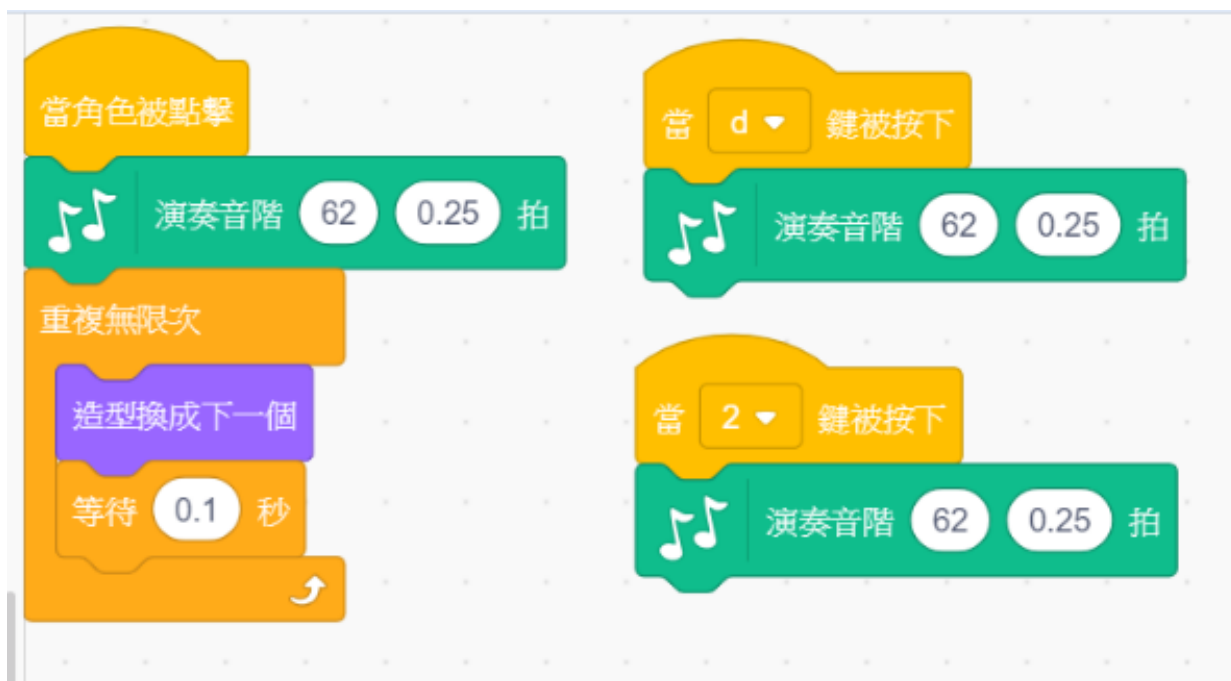 當角色被點擊
演奏音階 62 0.25 拍
重複無限次
造型換成下一個
等待 0.1 秒
當 d 鍵被按下
演奏音階 62 0.25 拍
當 2 鍵被按下
演奏音階 62 0.25 拍